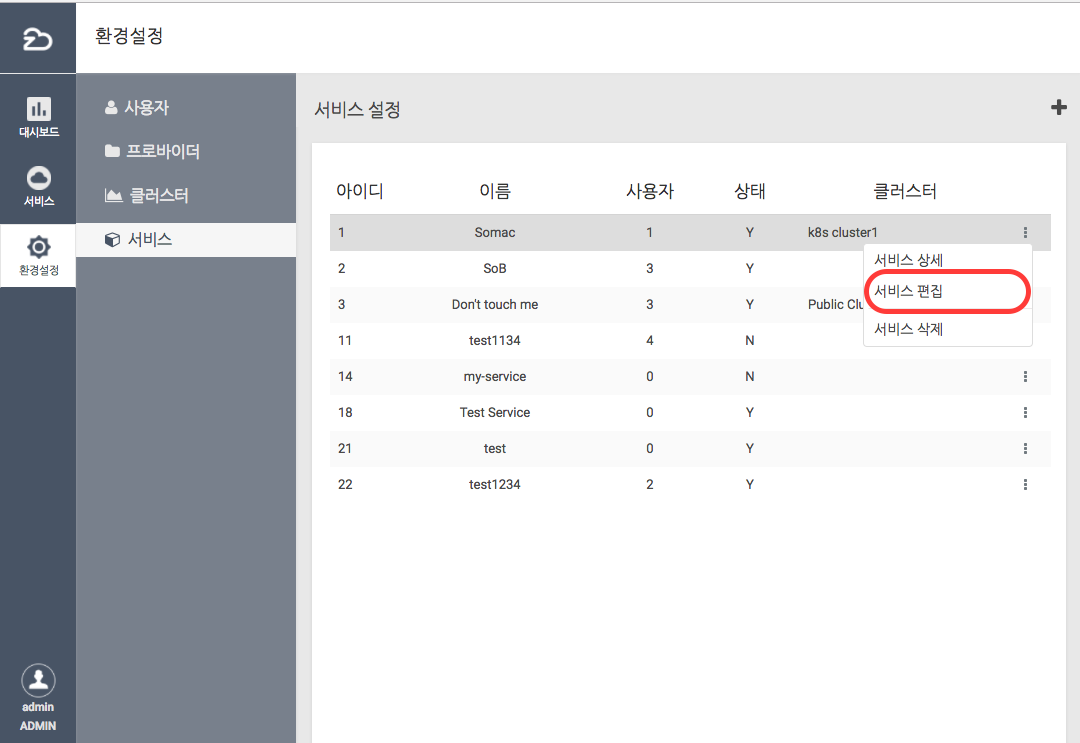 환경설정
대시보드
서비스
환경설정
admin
ADMIN
사용자
프로바이더
클러스터
서비스
서비스 설정
아이디 이름 사용자 상태 클러스터
1 Somac 1 Y k8s cluster1
2 SoB 3 Y
3 Don't touch me 3 Y Public Clu
11 test1134 4 N
14 my-service 0 N
18 Test Service 0 Y
21 test 0 Y
22 test1234 2 Y
서비스 상세
서비스 편집
서비스 삭제